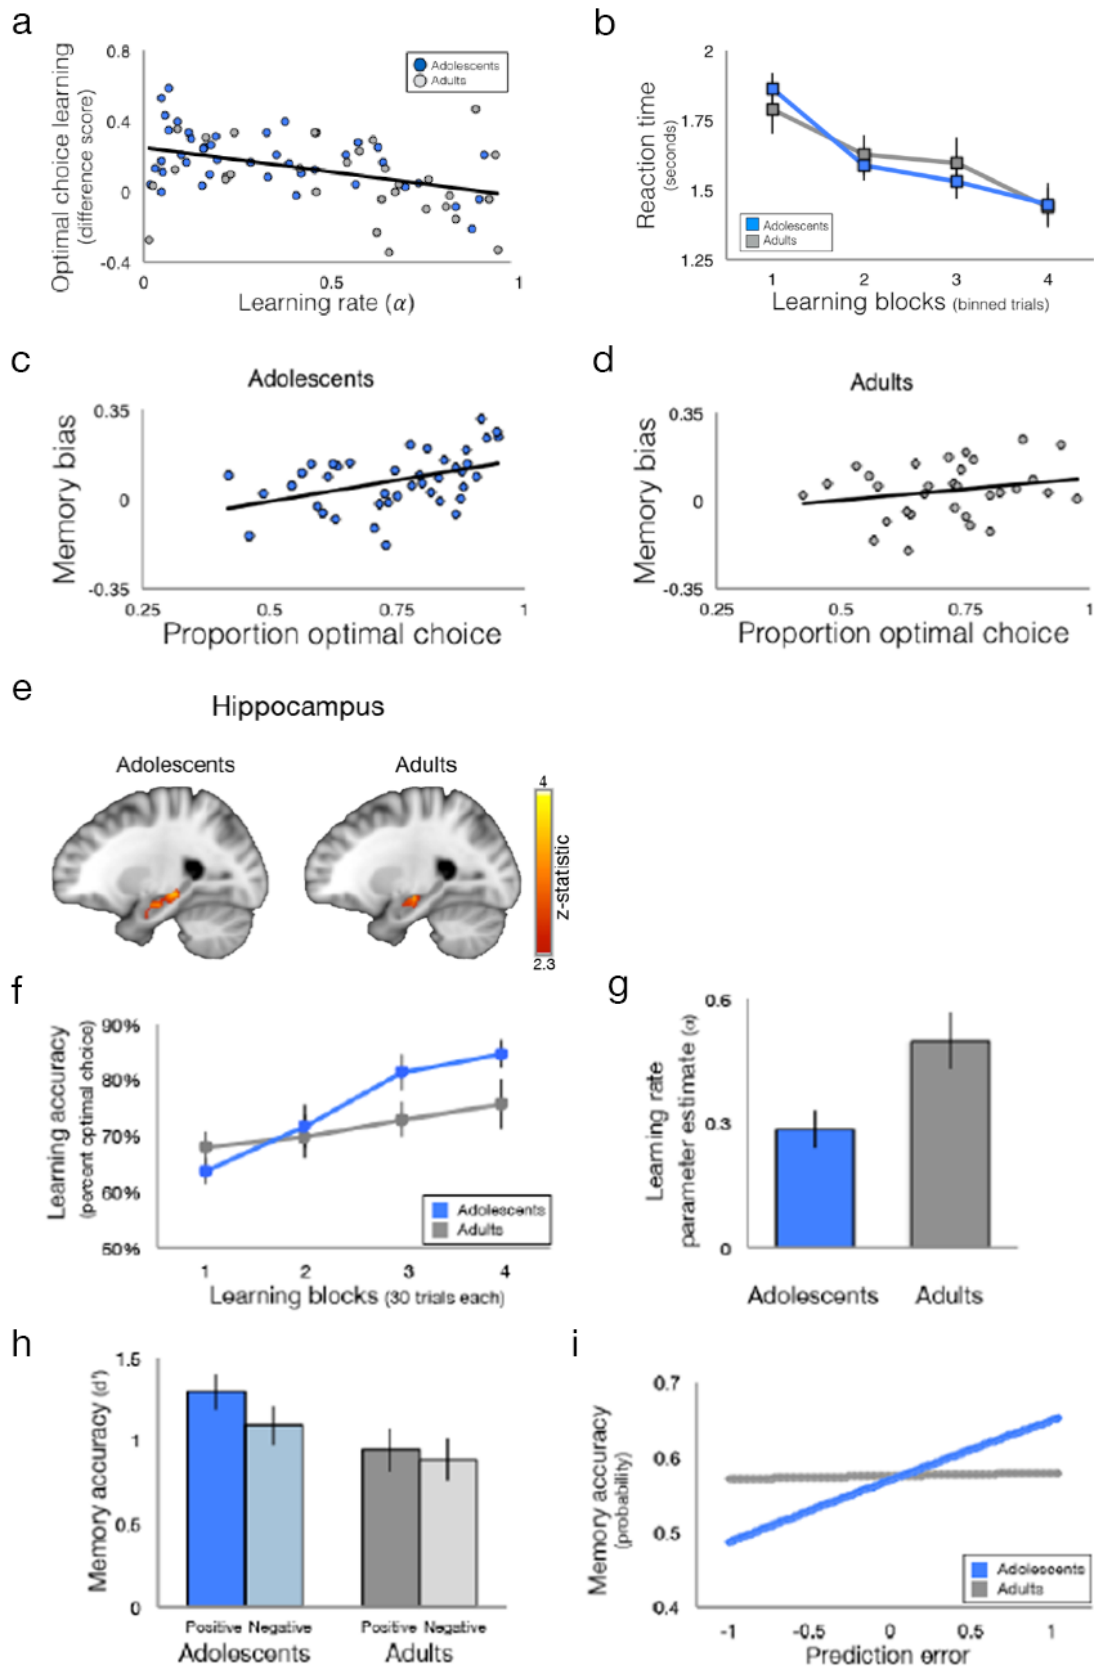 a
Optimal choice learning
(difference score)
0.8
0.4
0
-0.4
Adolescents
Adults
0
0.5
1
Learning rate (α)
b
Reaction time
(seconds)
2
1.75
1.5
1.25
Adolescents
Adults
1
2
3
4
Learning blocks (binned trials)
c
Adolescents
Memory bias
0.35
0
-0.35
0.25
0.5
0.75
1
Proportion optimal choice
d
Adults
Memory bias
0.35
0
-0.35
0.25
0.5
0.75
1
Proportion optimal choice
e
Hippocampus
Adolescents
Adults
4
z-statistic
2.3
f
Learning accuracy
(percent optimal choice)
90%
80%
70%
60%
50%
Adolescents
Adults
1
2
3
4
Learning blocks (30 trials each)
g
Learning rate
parameter estimate (α)
0.6
0.3
0
Adolescents
Adults
h
Memory accuracy (d')
1.5
1
0.5
0
Positive Negative
Adolescents
Positive Negative
Adults
i
Memory accuracy
(probability)
0.7
0.6
0.5
0.4
Adolescents
Adults
-1
-0.5
0
0.5
1
Prediction error